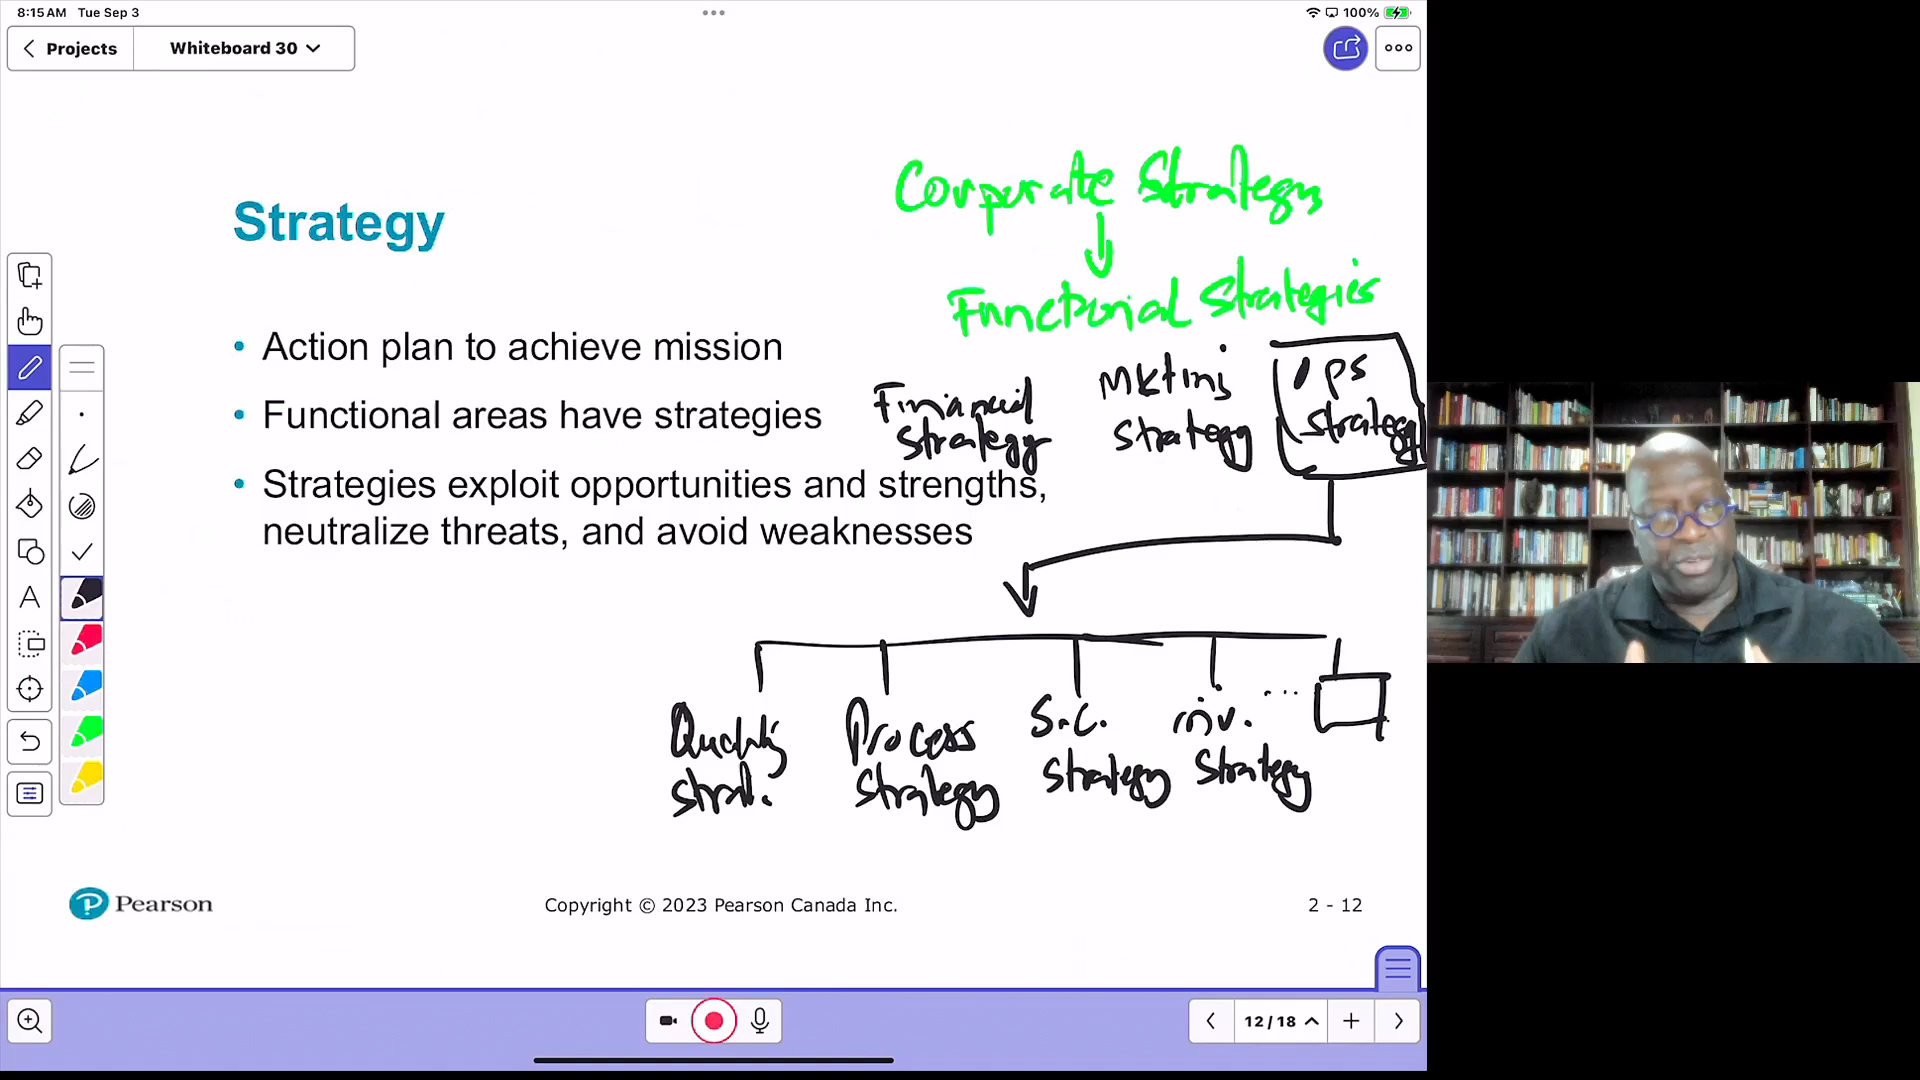 8:15 AM Tue Sep 3
100%
Projects
Whiteboard 30
Corporate Strategy
Functional Strategies
Strategy
Action plan to achieve mission
Functional areas have strategies
Strategies exploit opportunities and strengths,
neutralize threats, and avoid weaknesses
Financial
Strategy
Mkting
Strategy
Ops
Strategy
Quality
strat.
Process
Strategy
S.C.
Strategy
inv.
Strategy
...
A
P Pearson
Copyright © 2023 Pearson Canada Inc.
2 - 12
12 / 18